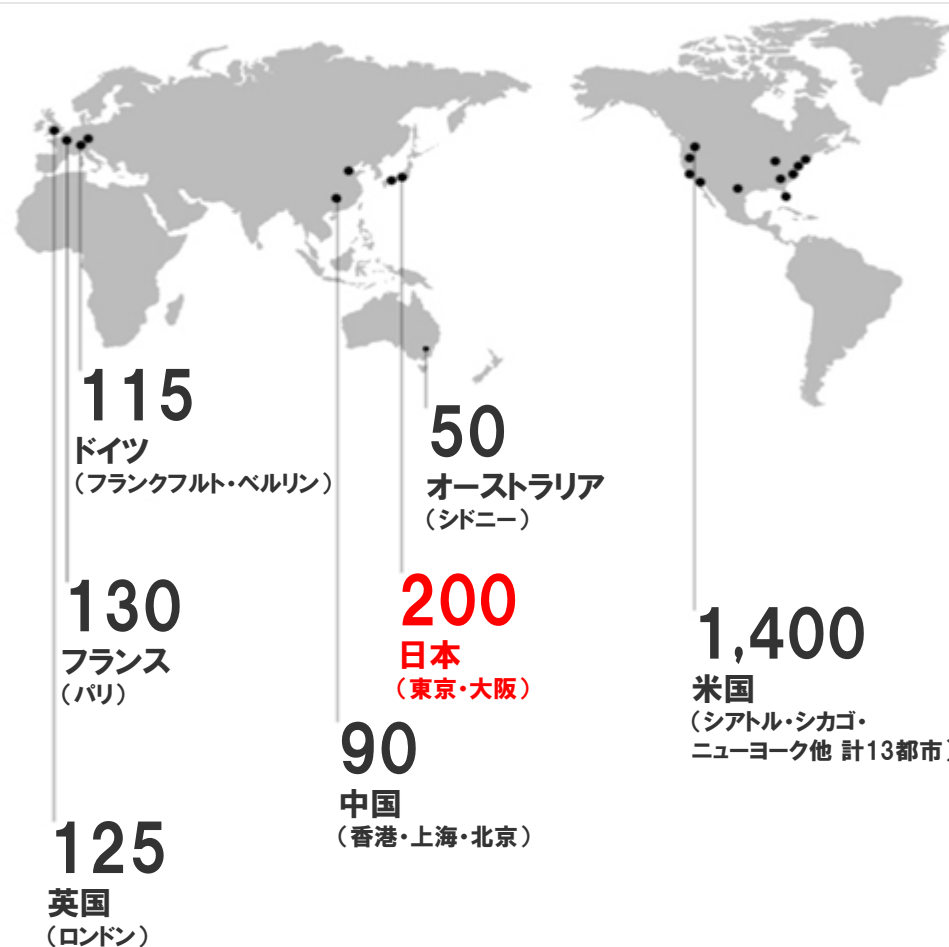 115
ドイツ
（フランクフルト・ベルリン）
50
オーストラリア
（シドニー）
130
フランス
（パリ）
200
日本
（東京・大阪）
1,400
米国
（シアトル・シカゴ・
ニューヨーク他 計13都市）
90
中国
（香港・上海・北京）
125
英国
（ロンドン）